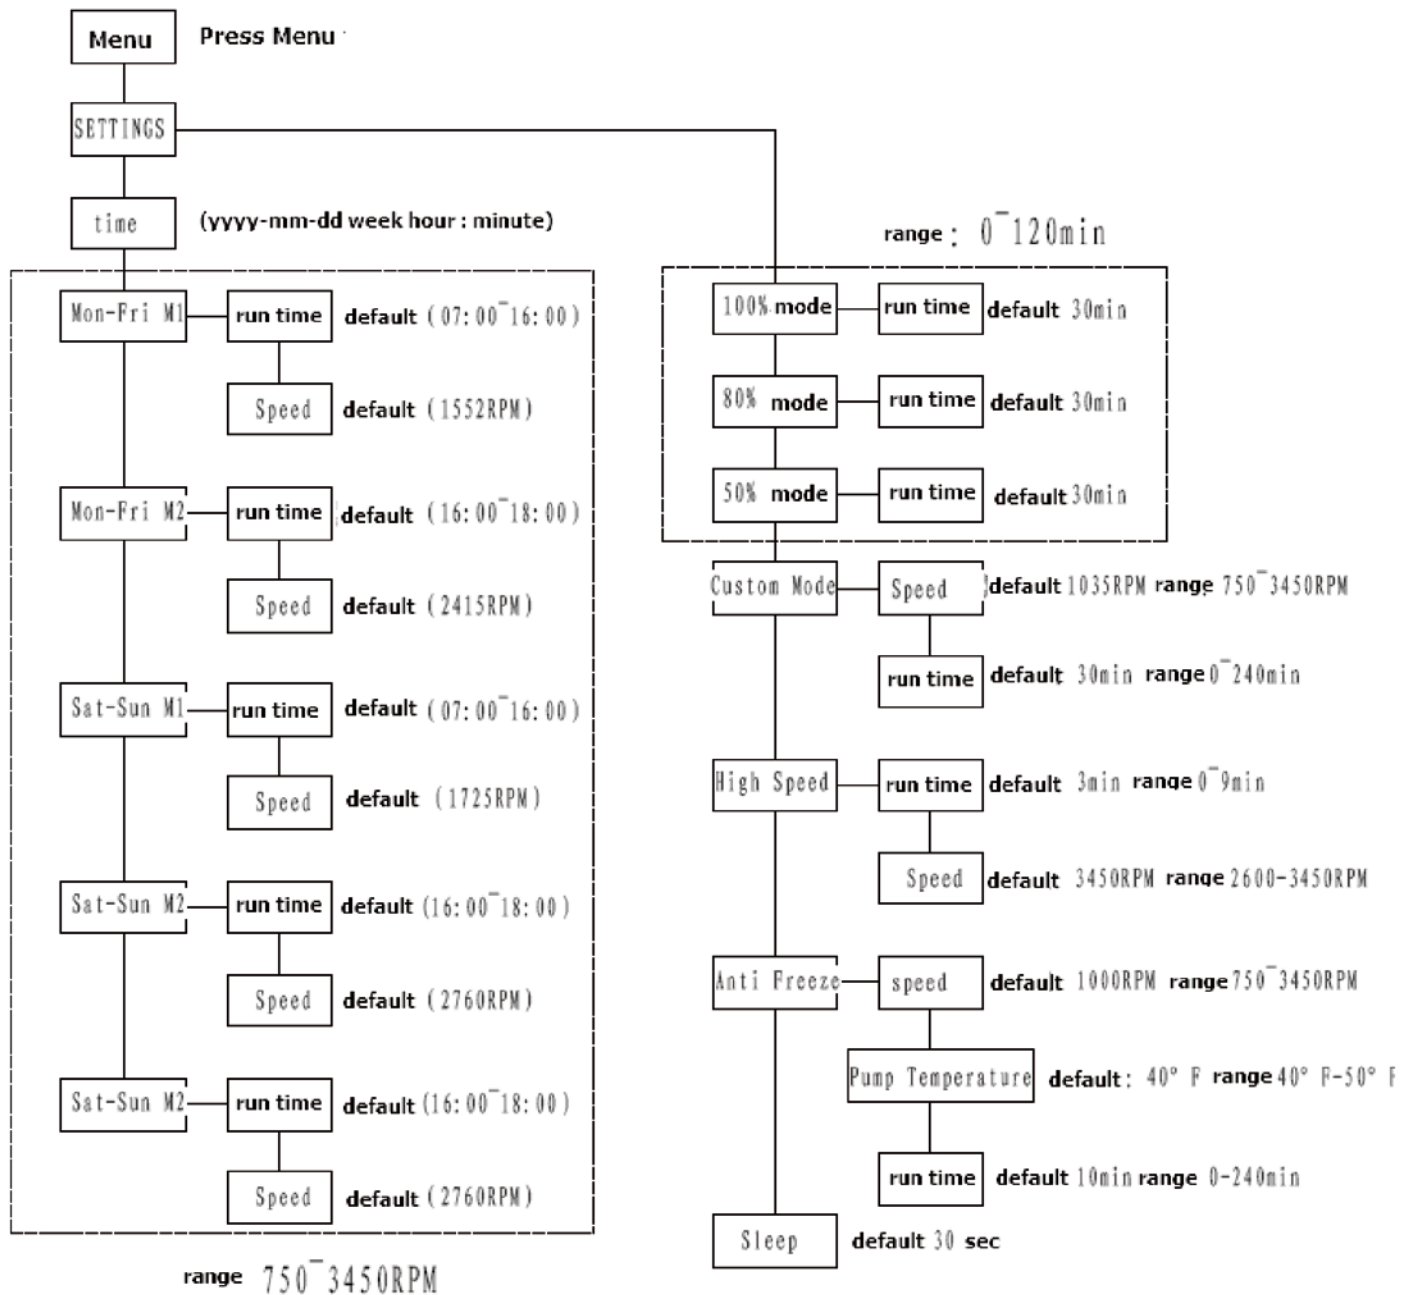 Menu Press Menu
SETTINGS
time (yyyy-mm-dd week hour : minute)
Mon-Fri M1 run time default (07:00‾16:00)
Speed default (1552RPM)
Mon-Fri M2 run time default (16:00‾18:00)
Speed default (2415RPM)
Sat-Sun M1 run time default (07:00‾16:00)
Speed default (1725RPM)
Sat-Sun M2 run time default (16:00‾18:00)
Speed default (2760RPM)
Sat-Sun M2 run time default (16:00‾18:00)
Speed default (2760RPM)
range 750‾3450RPM
range : 0‾120min
100% mode run time default 30min
80% mode run time default 30min
50% mode run time default 30min
Custom Mode Speed default 1035RPM range 750‾3450RPM
run time default 30min range 0‾240min
High Speed run time default 3min range 0‾9min
Speed default 3450RPM range 2600-3450RPM
Anti Freeze speed default 1000RPM range 750‾3450RPM
Pump Temperature default: 40° F range 40° F-50° F
run time default 10min range 0-240min
Sleep default 30 sec